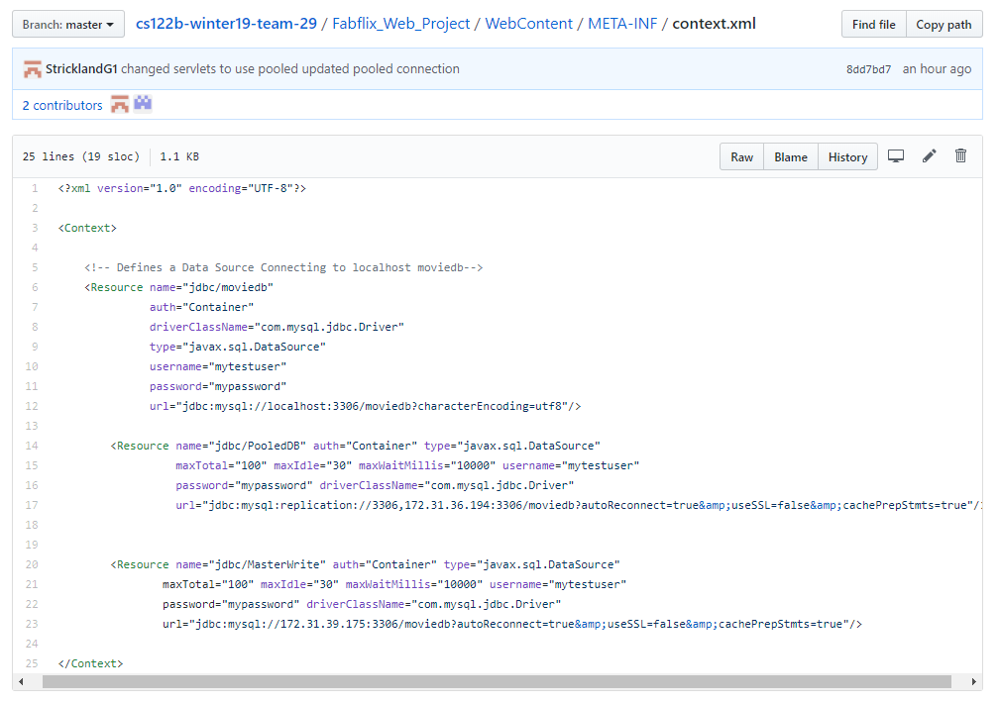 Branch: master cs122b-winter19-team-29 / Fabflix_Web_Project / WebContent / META-INF / context.xml Find file Copy path
StricklandG1 changed servlets to use pooled updated pooled connection 8dd7bd7 an hour ago
2 contributors
25 lines (19 sloc) 1.1 KB Raw Blame History
1 <?xml version="1.0" encoding="UTF-8"?>
2
3 <Context>
4
5 <!-- Defines a Data Source Connecting to localhost moviedb-->
6 <Resource name="jdbc/moviedb"
7 auth="Container"
8 driverClassName="com.mysql.jdbc.Driver"
9 type="javax.sql.DataSource"
10 username="mytestuser"
11 password="mypassword"
12 url="jdbc:mysql://localhost:3306/moviedb?characterEncoding=utf8"/>
13
14 <Resource name="jdbc/PooledDB" auth="Container" type="javax.sql.DataSource"
15 maxTotal="100" maxIdle="30" maxWaitMillis="10000" username="mytestuser"
16 password="mypassword" driverClassName="com.mysql.jdbc.Driver"
17 url="jdbc:mysql:replication://3306,172.31.36.194:3306/moviedb?autoReconnect=true&amp;useSSL=false&amp;cachePrepStmts=true"/
18
19
20 <Resource name="jdbc/MasterWrite" auth="Container" type="javax.sql.DataSource"
21 maxTotal="100" maxIdle="30" maxWaitMillis="10000" username="mytestuser"
22 password="mypassword" driverClassName="com.mysql.jdbc.Driver"
23 url="jdbc:mysql://172.31.39.175:3306/moviedb?autoReconnect=true&amp;useSSL=false&amp;cachePrepStmts=true"/>
24
25 </Context>